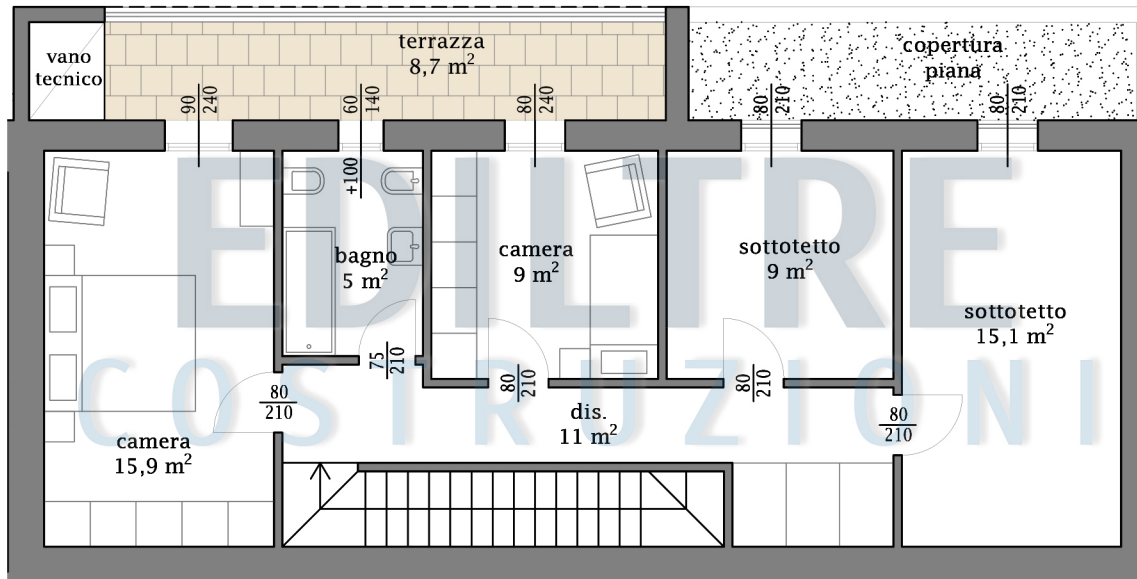 vano
tecnico
terrazza
8,7 m²
copertura
piana
90
240
60
140
+100
80
240
80
210
80
210
EDILTRE
COSTRUZIONI
bagno
5 m²
camera
9 m²
sottotetto
9 m²
sottotetto
15,1 m²
75
210
80
210
80
210
80
210
80
210
dis.
11 m²
camera
15,9 m²